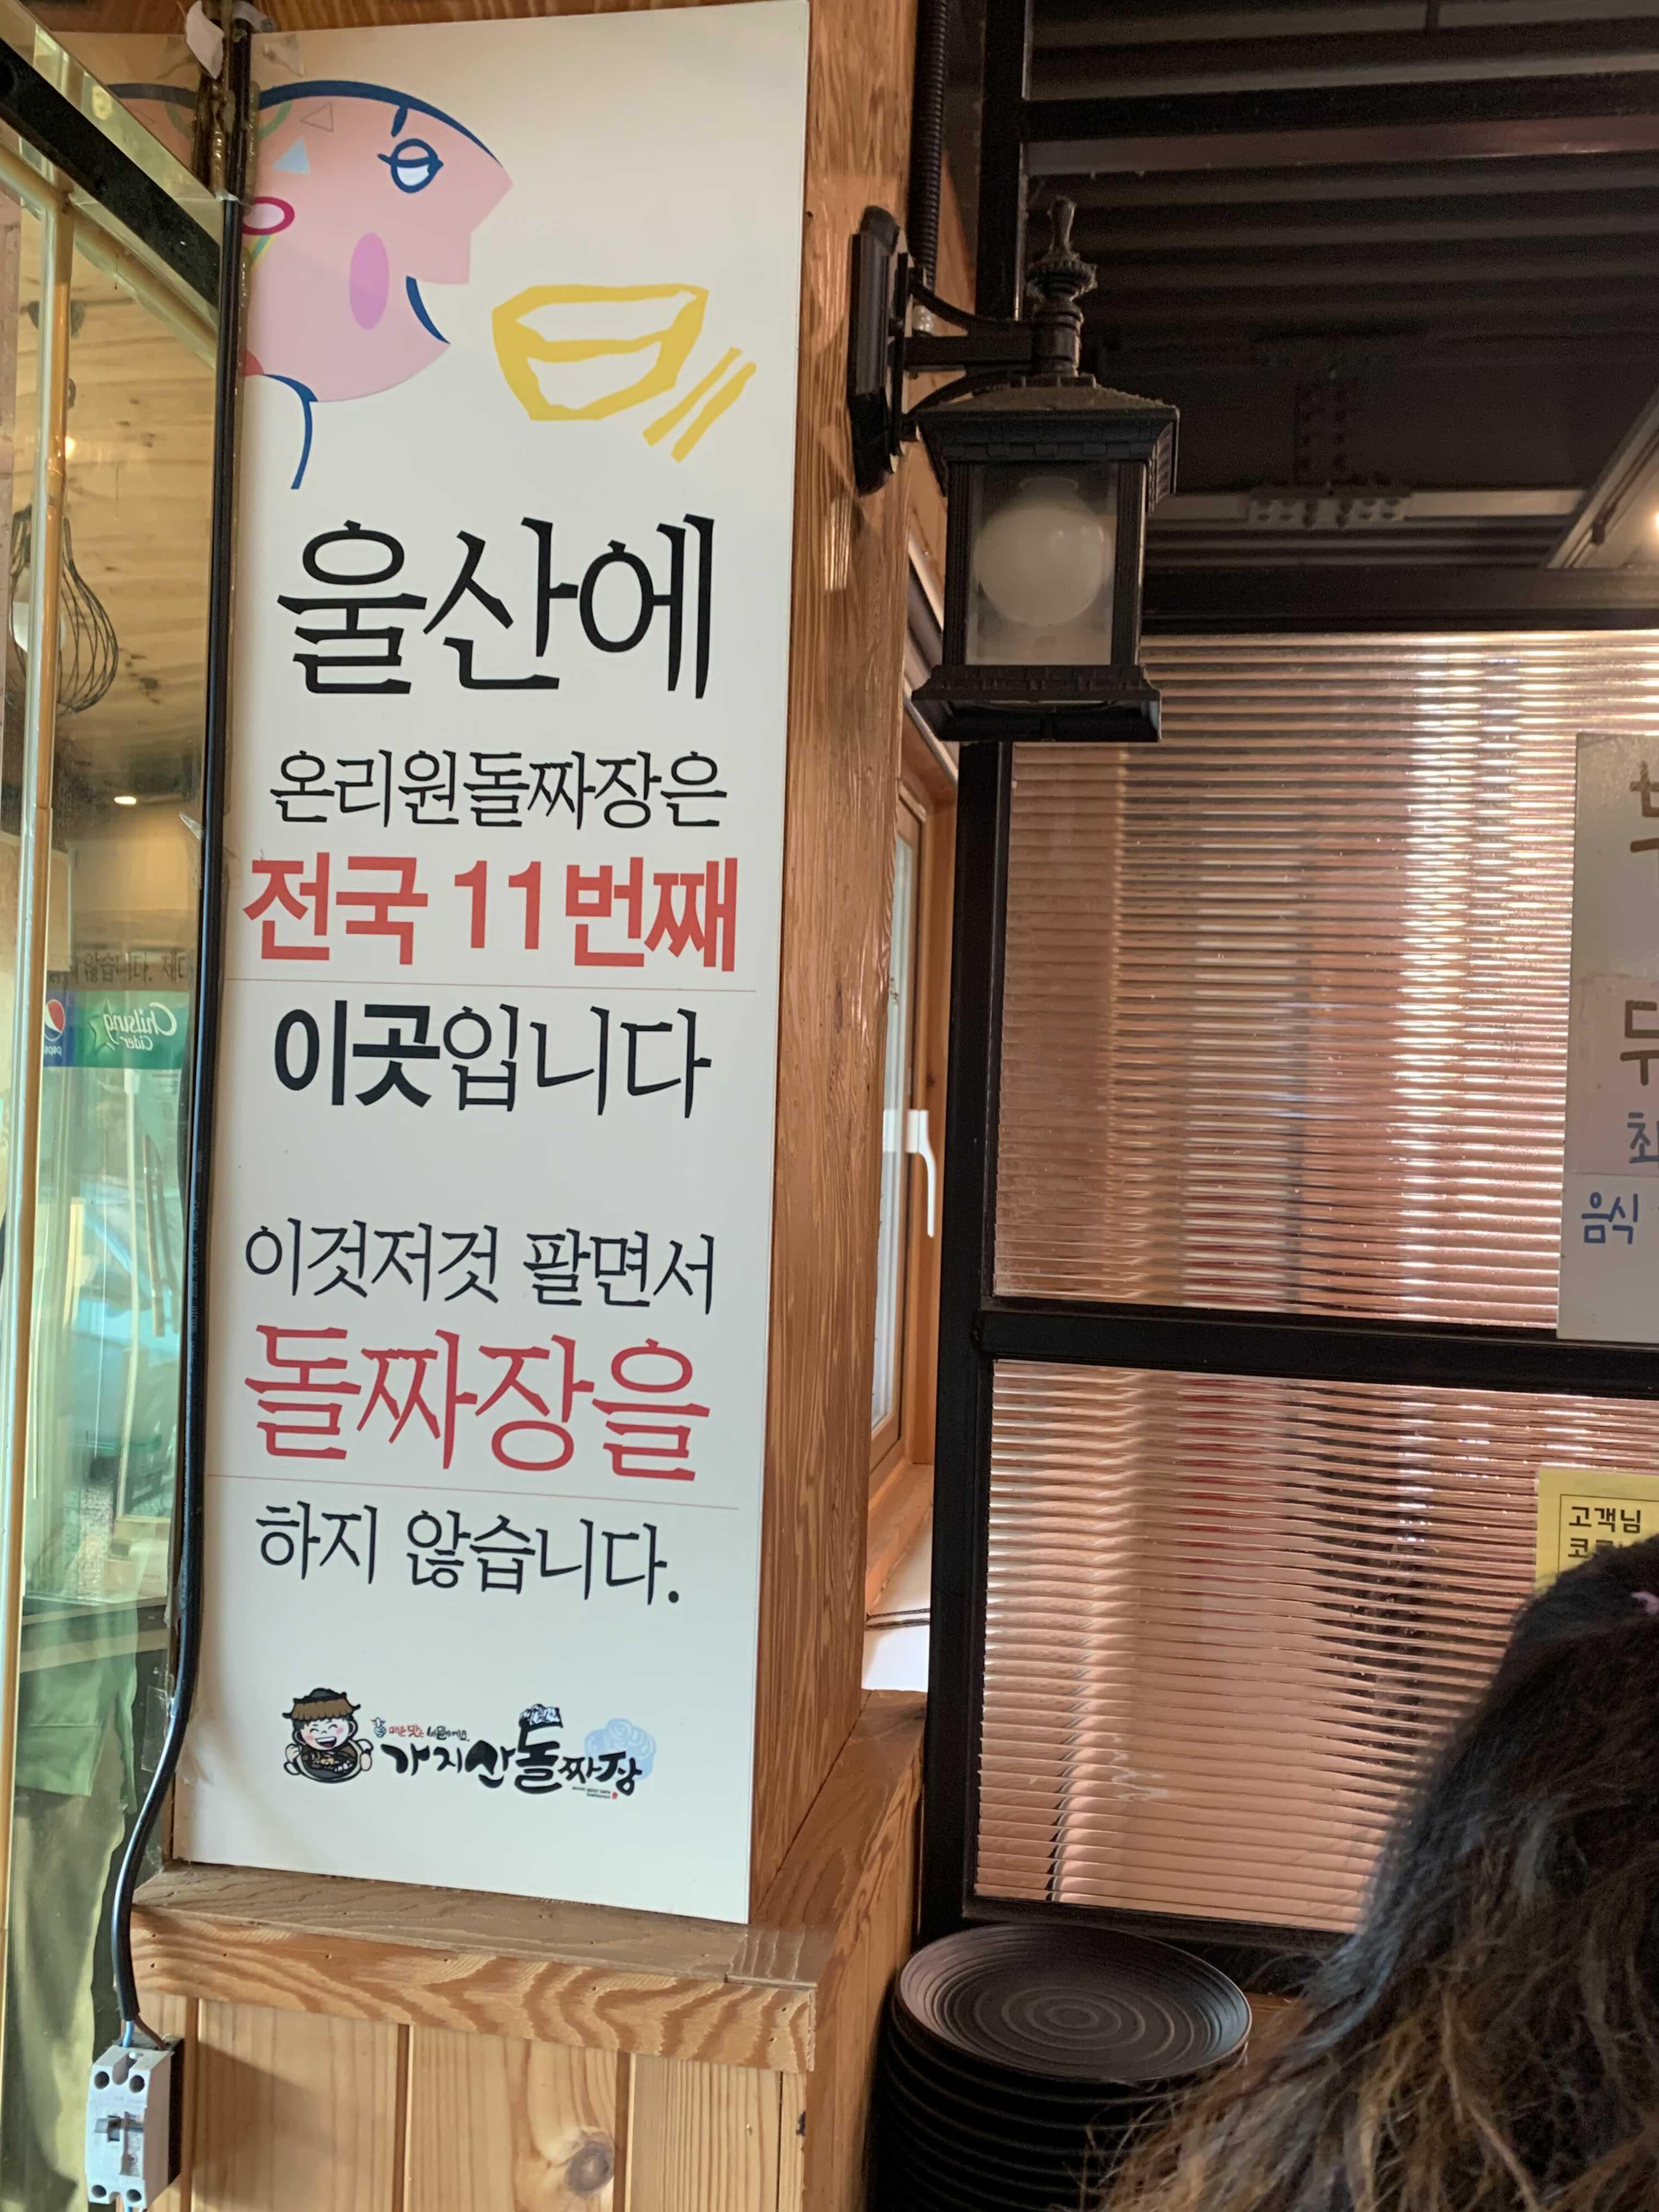 울산에
온리원돌짜장은
전국 11번째
이곳입니다
이것저것 팔면서
돌짜장을
하지 않습니다.
가지산돌짜장
Chilsung
Cider
음식
고객님